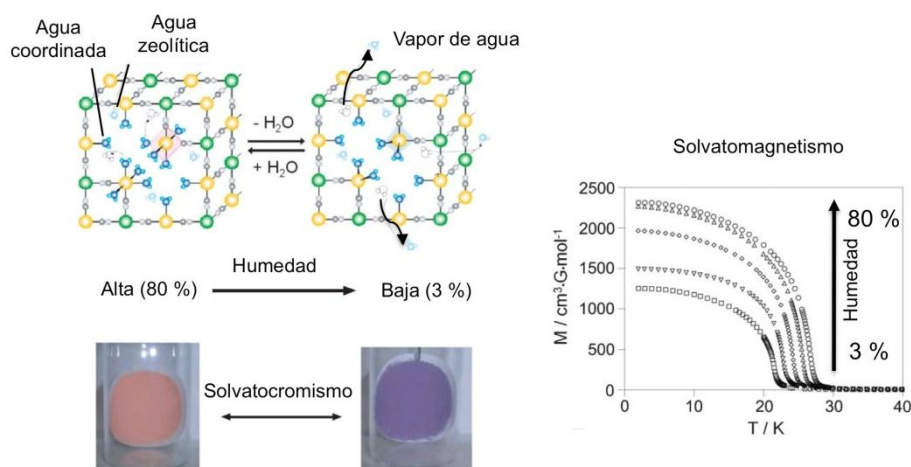 Agua
coordinada
Agua
zeolítica
Vapor de agua
- H₂O
+ H₂O
Humedad
Alta (80 %)
Baja (3 %)
Solvatocromismo
Solvatomagnetismo
M / cm³·G·mol⁻¹
2500
2000
1500
1000
500
0
0
10
20
30
40
T / K
80 %
Humedad
3 %